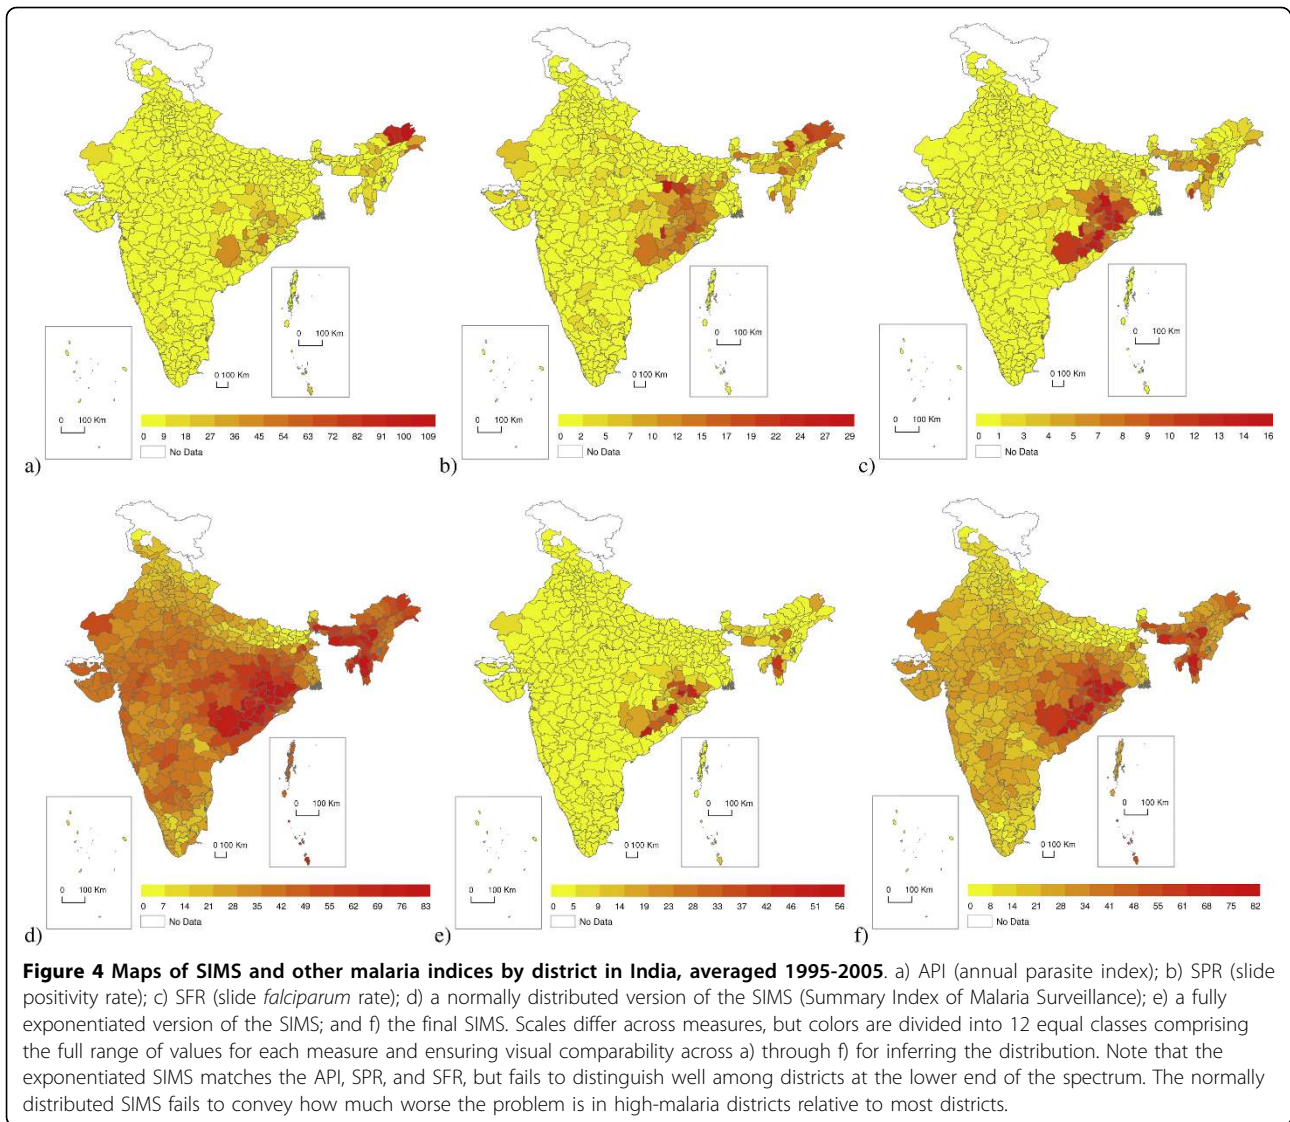 0 100 Km
0 100 Km
0 100 Km
0 9 18 27 36 45 54 63 72 82 91 100 109
No Data
a)
0 100 Km
0 100 Km
0 100 Km
0 2 5 7 10 12 15 17 19 22 24 27 29
No Data
b)
0 100 Km
0 100 Km
0 100 Km
0 1 3 4 5 7 8 9 10 12 13 14 16
No Data
c)
0 100 Km
0 100 Km
0 100 Km
0 7 14 21 28 35 42 49 55 62 69 76 83
No Data
d)
0 100 Km
0 100 Km
0 100 Km
0 5 9 14 19 23 28 33 37 42 46 51 56
No Data
e)
0 100 Km
0 100 Km
0 100 Km
0 8 14 21 28 34 41 48 55 61 68 75 82
No Data
f)
Figure 4 Maps of SIMS and other malaria indices by district in India, averaged 1995-2005. a) API (annual parasite index); b) SPR (slide
positivity rate); c) SFR (slide falciparum rate); d) a normally distributed version of the SIMS (Summary Index of Malaria Surveillance); e) a fully
exponentiated version of the SIMS; and f) the final SIMS. Scales differ across measures, but colors are divided into 12 equal classes comprising
the full range of values for each measure and ensuring visual comparability across a) through f) for inferring the distribution. Note that the
exponentiated SIMS matches the API, SPR, and SFR, but fails to distinguish well among districts at the lower end of the spectrum. The normally
distributed SIMS fails to convey how much worse the problem is in high-malaria districts relative to most districts.